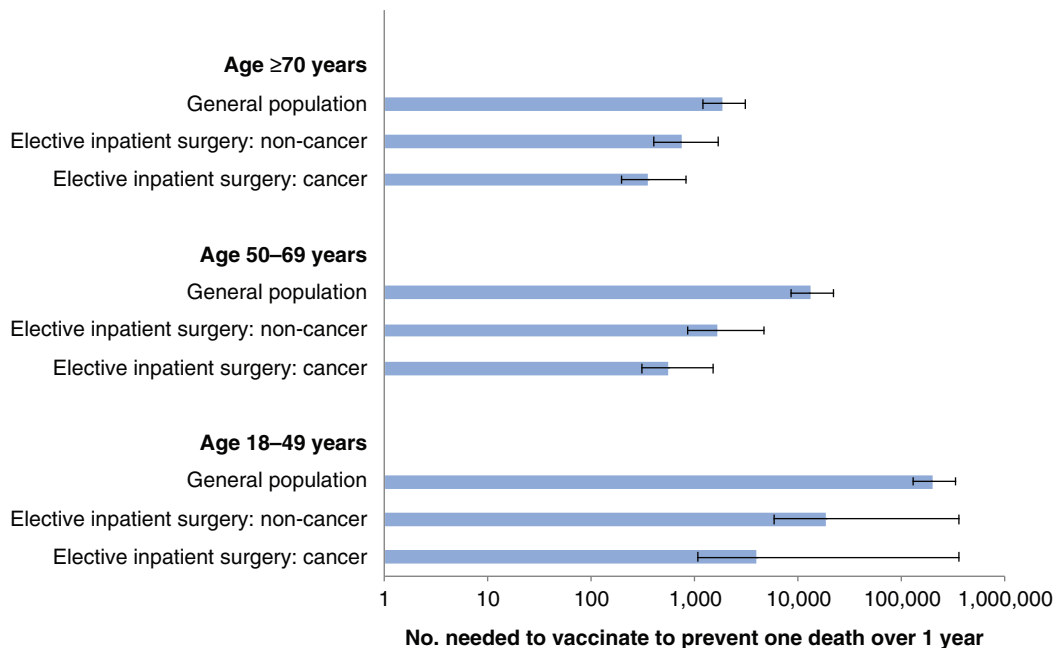 Age ≥70 years
General population
Elective inpatient surgery: non-cancer
Elective inpatient surgery: cancer
Age 50–69 years
General population
Elective inpatient surgery: non-cancer
Elective inpatient surgery: cancer
Age 18–49 years
General population
Elective inpatient surgery: non-cancer
Elective inpatient surgery: cancer
1 10 100 1,000 10,000 100,000 1,000,000
No. needed to vaccinate to prevent one death over 1 year